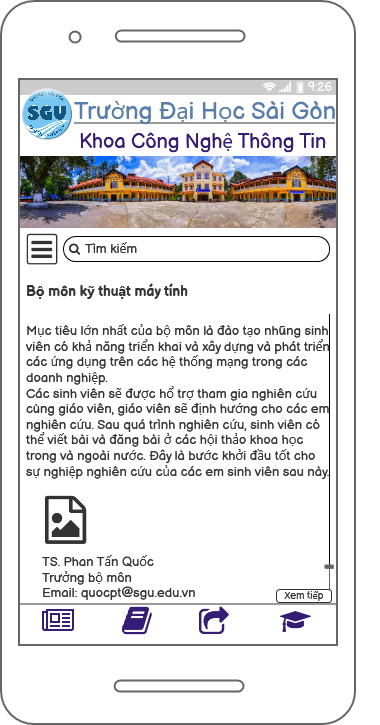 9:26
SGU
Trường Đại Học Sài Gòn
Khoa Công Nghệ Thông Tin
Tìm kiếm
Bộ môn kỹ thuật máy tính
Mục tiêu lớn nhất của bộ môn là đào tạo những sinh
viên có khả năng triển khai và xây dựng và phát triển
các ứng dụng trên các hệ thống mạng trong các
doanh nghiệp.
Các sinh viên sẽ được hổ trợ tham gia nghiên cứu
cùng giáo viên, giáo viên sẽ định hướng cho các em
nghiên cứu. Sau quá trình nghiên cứu, sinh viên có
thể viết bài và đăng bài ở các hội thảo khoa học
trong và ngoài nước. Đây là bước khởi đầu tốt cho
sự nghiệp nghiên cứu của các em sinh viên sau này.
TS. Phan Tấn Quốc
Trưởng bộ môn
Email: quocpt@sgu.edu.vn
Xem tiếp